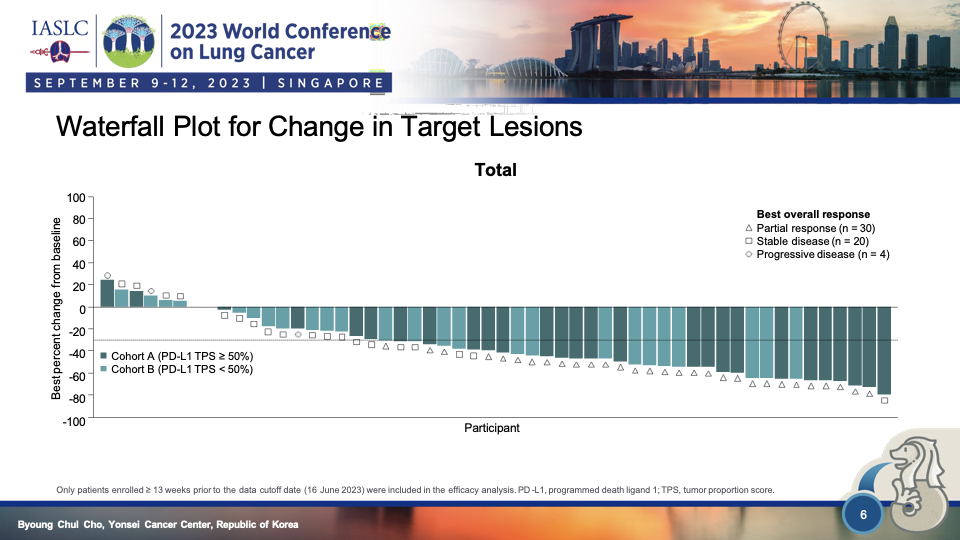 IASLC
2023 World Conference
on Lung Cancer
SEPTEMBER 9-12, 2023 | SINGAPORE
Waterfall Plot for Change in Target Lesions
Total
Best percent change from baseline
100
80
60
40
20
0
-20
-40
-60
-80
-100
Best overall response
Partial response (n = 30)
Stable disease (n = 20)
Progressive disease (n = 4)
Cohort A (PD-L1 TPS ≥ 50%)
Cohort B (PD-L1 TPS < 50%)
Participant
Only patients enrolled ≥ 13 weeks prior to the data cutoff date (16 June 2023) were included in the efficacy analysis. PD -L1, programmed death ligand 1; TPS, tumor proportion score.
Byoung Chul Cho, Yonsei Cancer Center, Republic of Korea
6